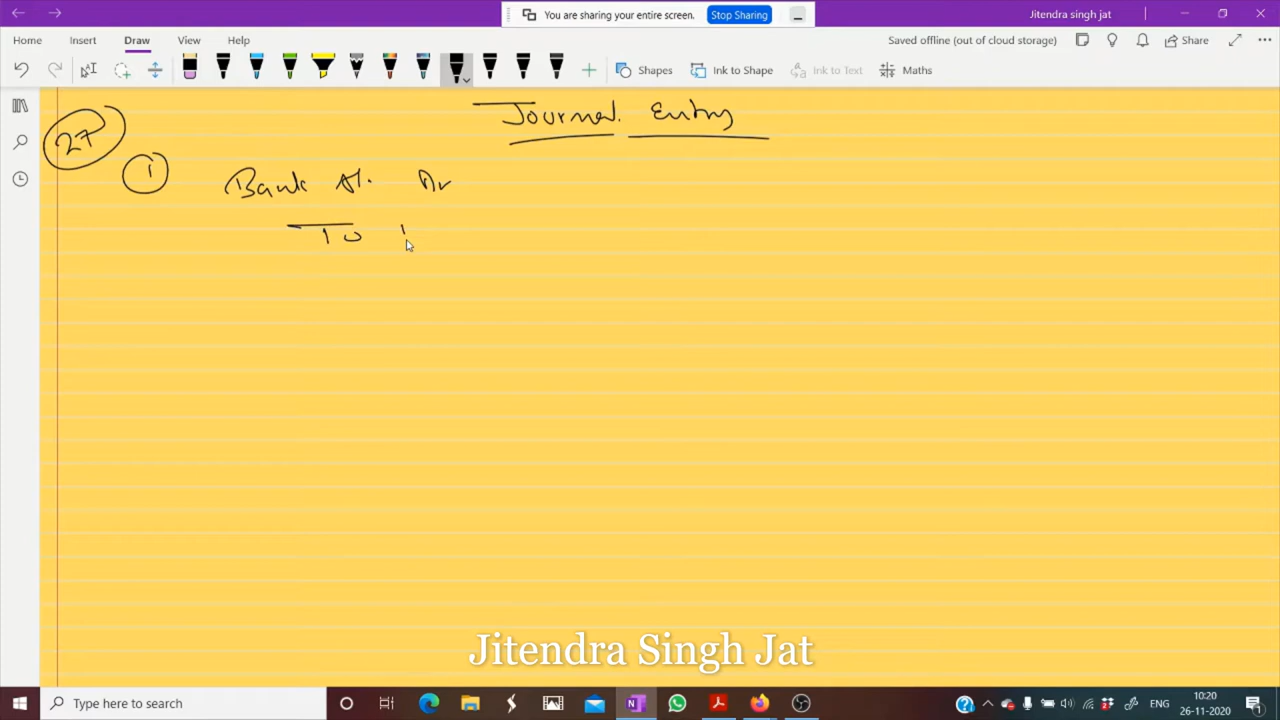 You are sharing your entire screen. Stop Sharing
Jitendra singh jat
Home Insert Draw View Help
Saved offline (out of cloud storage)
Share
Shapes Ink to Shape Ink to Text Maths
Journal Entry
27
1 Bank A/c. Dr
To
Jitendra Singh Jat
Type here to search
ENG
10:20
26-11-2020
1